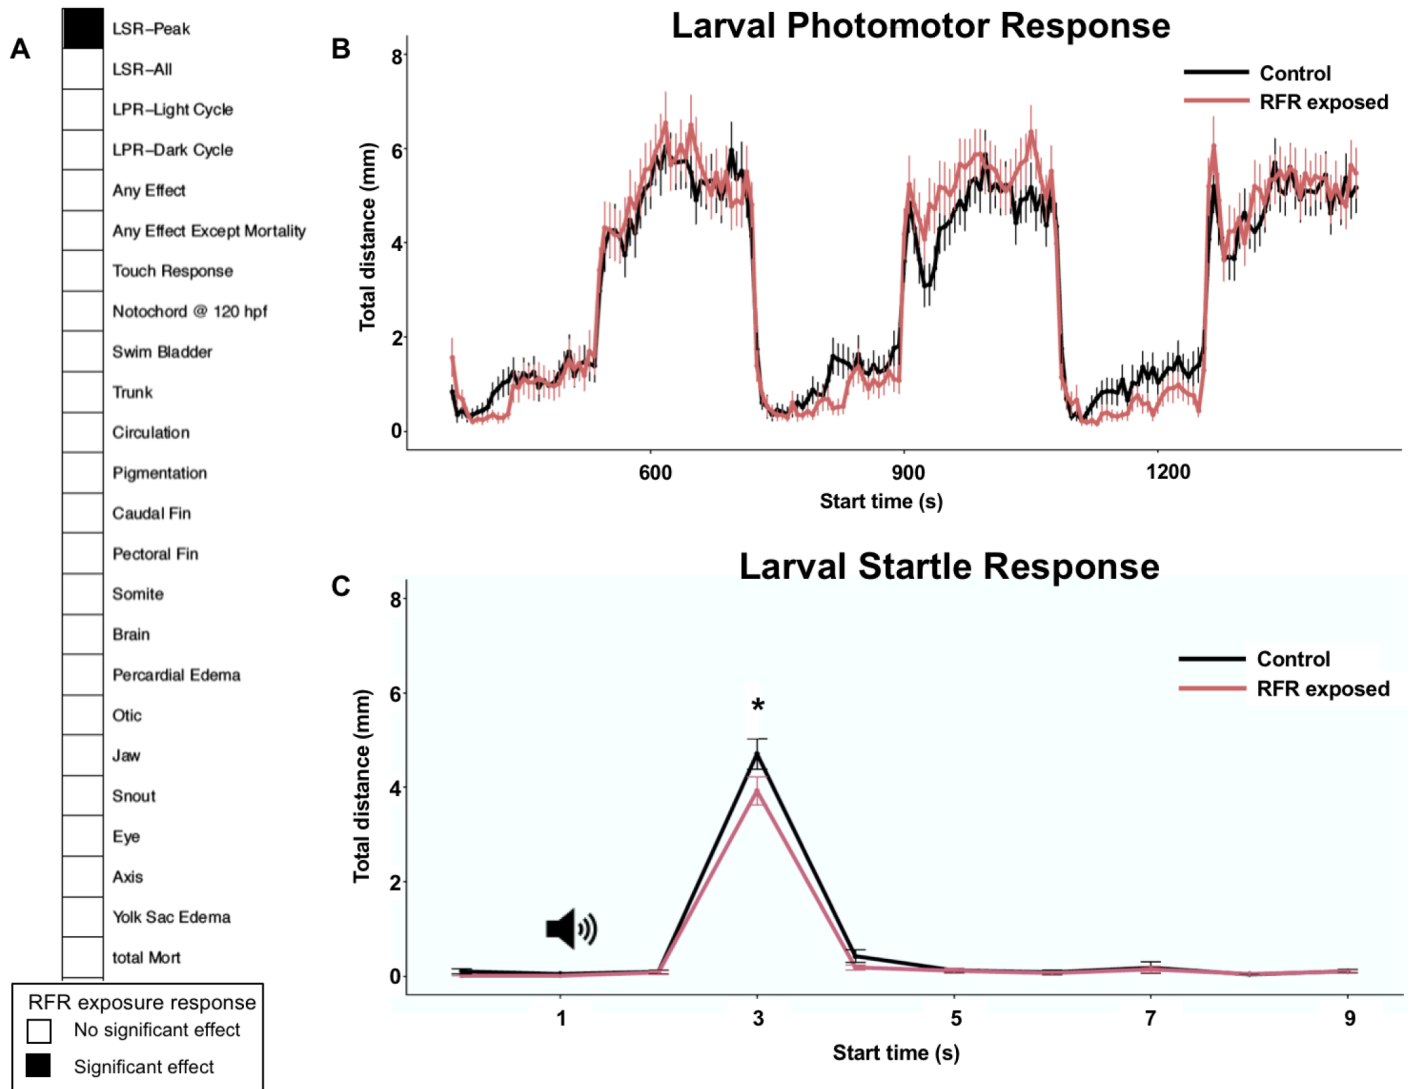 A
LSR–Peak
LSR–All
LPR–Light Cycle
LPR–Dark Cycle
Any Effect
Any Effect Except Mortality
Touch Response
Notochord @ 120 hpf
Swim Bladder
Trunk
Circulation
Pigmentation
Caudal Fin
Pectoral Fin
Somite
Brain
Percardial Edema
Otic
Jaw
Snout
Eye
Axis
Yolk Sac Edema
total Mort
RFR exposure response
No significant effect
Significant effect
B
Larval Photomotor Response
Control
RFR exposed
Total distance (mm)
8
6
4
2
0
600 900 1200
Start time (s)
C
Larval Startle Response
Control
RFR exposed
Total distance (mm)
8
6
4
2
0
*
1 3 5 7 9
Start time (s)